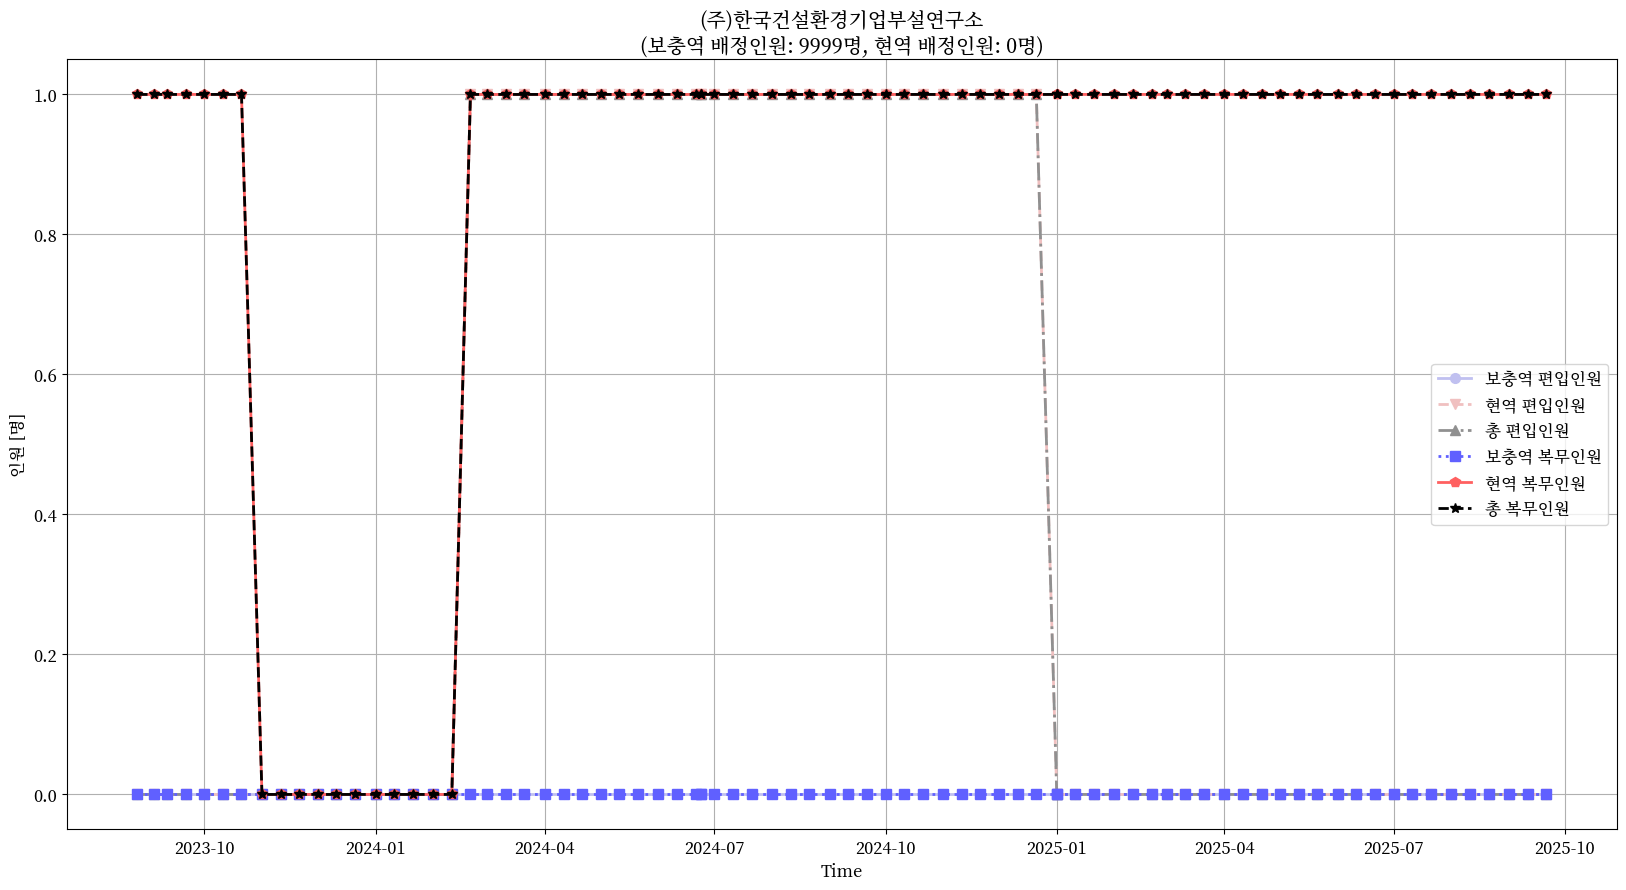 (주)한국건설환경기업부설연구소
(보충역 배정인원: 9999명, 현역 배정인원: 0명)
1.0
0.8
0.6
0.4
0.2
0.0
인원 [명]
보충역 편입인원
현역 편입인원
총 편입인원
보충역 복무인원
현역 복무인원
총 복무인원
2023-10
2024-01
2024-04
2024-07
2024-10
2025-01
2025-04
2025-07
2025-10
Time